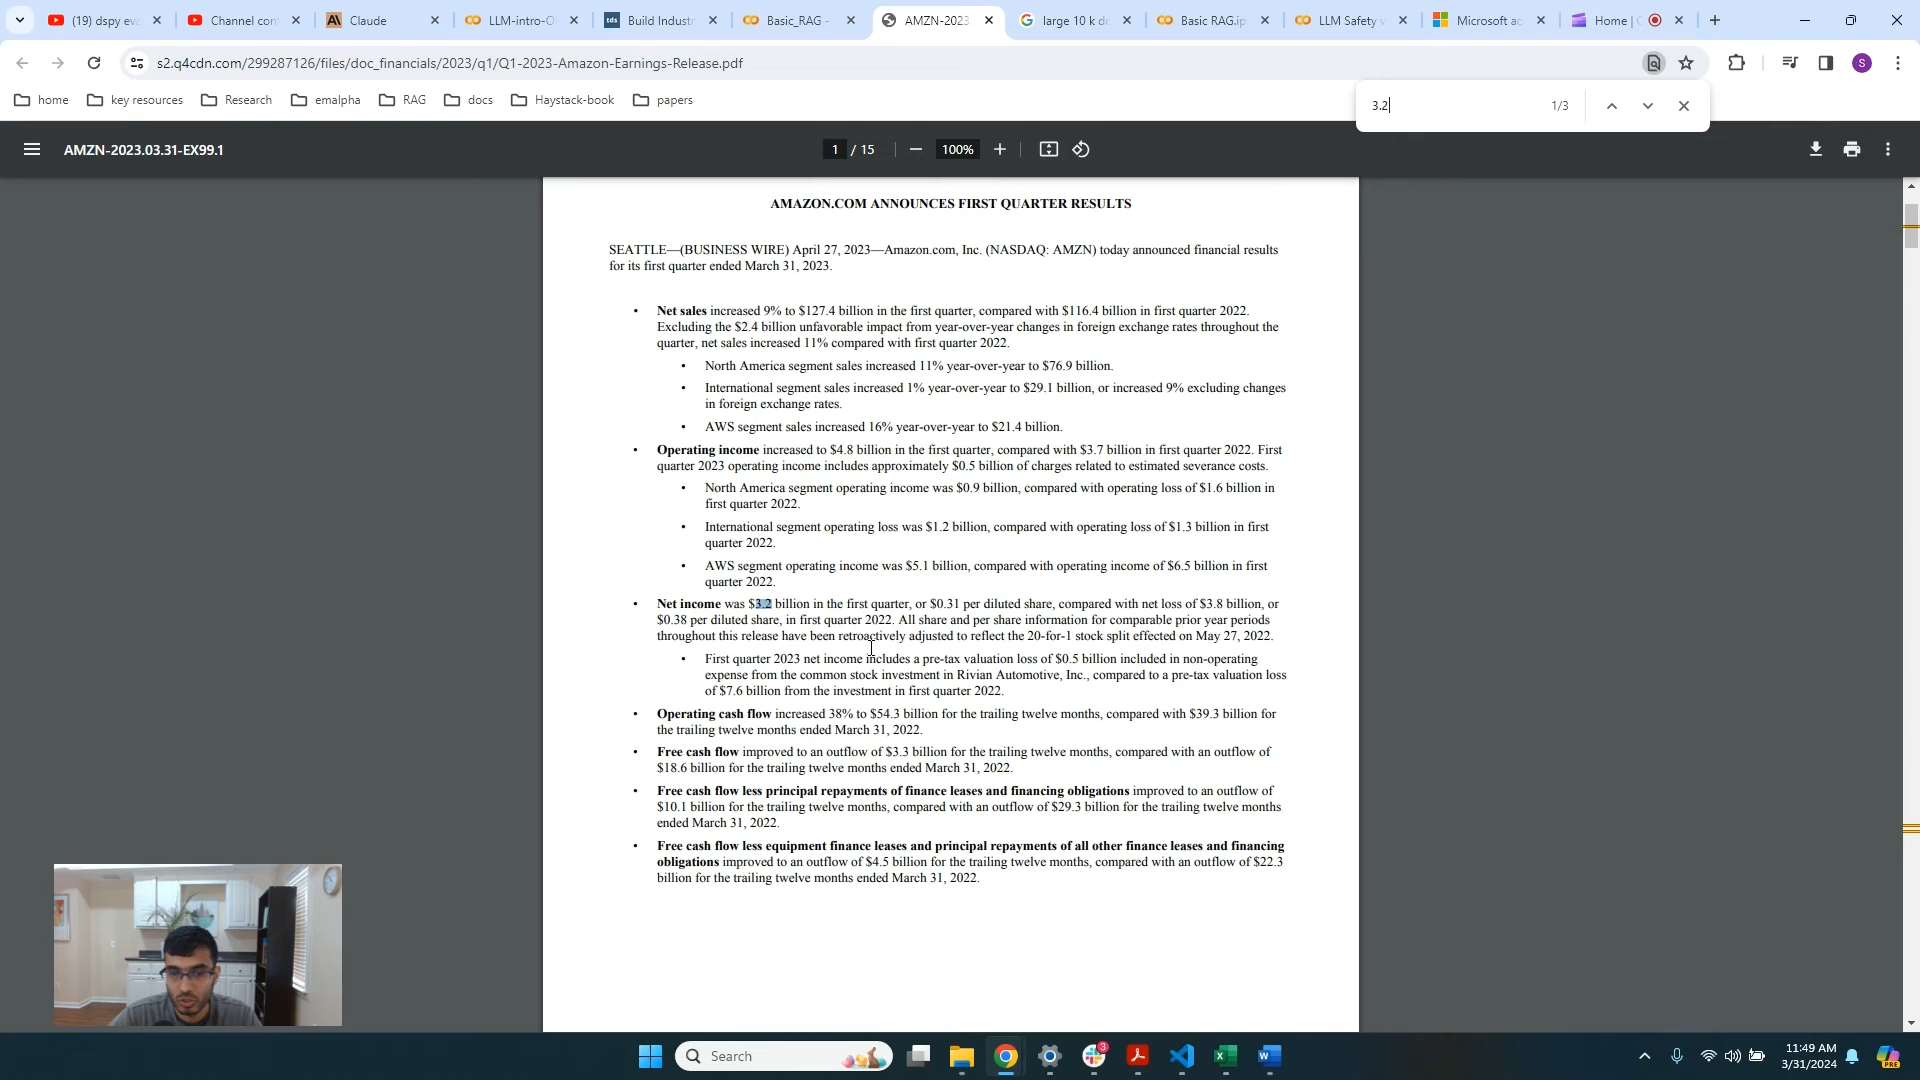 (19) dspy ev
Channel con
Claude
LLM-intro-O
Build Industr
Basic_RAG -
AMZN-2023
large 10 k do
Basic RAG.ip
LLM Safety v
Microsoft ac
Home |
s2.q4cdn.com/299287126/files/doc_financials/2023/q1/Q1-2023-Amazon-Earnings-Release.pdf
S
home
key resources
Research
emalpha
RAG
docs
Haystack-book
papers
3.2
1/3
AMZN-2023.03.31-EX99.1
1 / 15
100%
AMAZON.COM ANNOUNCES FIRST QUARTER RESULTS
SEATTLE—(BUSINESS WIRE) April 27, 2023—Amazon.com, Inc. (NASDAQ: AMZN) today announced financial results
for its first quarter ended March 31, 2023.
• Net sales increased 9% to $127.4 billion in the first quarter, compared with $116.4 billion in first quarter 2022.
Excluding the $2.4 billion unfavorable impact from year-over-year changes in foreign exchange rates throughout the
quarter, net sales increased 11% compared with first quarter 2022.
• North America segment sales increased 11% year-over-year to $76.9 billion.
• International segment sales increased 1% year-over-year to $29.1 billion, or increased 9% excluding changes
in foreign exchange rates.
• AWS segment sales increased 16% year-over-year to $21.4 billion.
• Operating income increased to $4.8 billion in the first quarter, compared with $3.7 billion in first quarter 2022. First
quarter 2023 operating income includes approximately $0.5 billion of charges related to estimated severance costs.
• North America segment operating income was $0.9 billion, compared with operating loss of $1.6 billion in
first quarter 2022.
• International segment operating loss was $1.2 billion, compared with operating loss of $1.3 billion in first
quarter 2022.
• AWS segment operating income was $5.1 billion, compared with operating income of $6.5 billion in first
quarter 2022.
• Net income was $3.2 billion in the first quarter, or $0.31 per diluted share, compared with net loss of $3.8 billion, or
$0.38 per diluted share, in first quarter 2022. All share and per share information for comparable prior year periods
throughout this release have been retroactively adjusted to reflect the 20-for-1 stock split effected on May 27, 2022.
• First quarter 2023 net income includes a pre-tax valuation loss of $0.5 billion included in non-operating
expense from the common stock investment in Rivian Automotive, Inc., compared to a pre-tax valuation loss
of $7.6 billion from the investment in first quarter 2022.
• Operating cash flow increased 38% to $54.3 billion for the trailing twelve months, compared with $39.3 billion for
the trailing twelve months ended March 31, 2022.
• Free cash flow improved to an outflow of $3.3 billion for the trailing twelve months, compared with an outflow of
$18.6 billion for the trailing twelve months ended March 31, 2022.
• Free cash flow less principal repayments of finance leases and financing obligations improved to an outflow of
$10.1 billion for the trailing twelve months, compared with an outflow of $29.3 billion for the trailing twelve months
ended March 31, 2022.
• Free cash flow less equipment finance leases and principal repayments of all other finance leases and financing
obligations improved to an outflow of $4.5 billion for the trailing twelve months, compared with an outflow of $22.3
billion for the trailing twelve months ended March 31, 2022.
Search
3
11:49 AM
3/31/2024
PRE